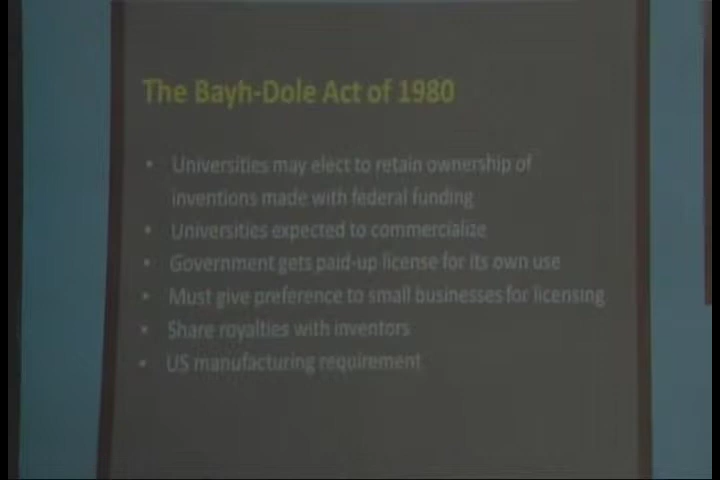 The Bayh-Dole Act of 1980
• Universities may elect to retain ownership of
inventions made with federal funding
• Universities expected to commercialize
• Government gets paid-up license for its own use
• Must give preference to small businesses for licensing
• Share royalties with inventors
• US manufacturing requirement